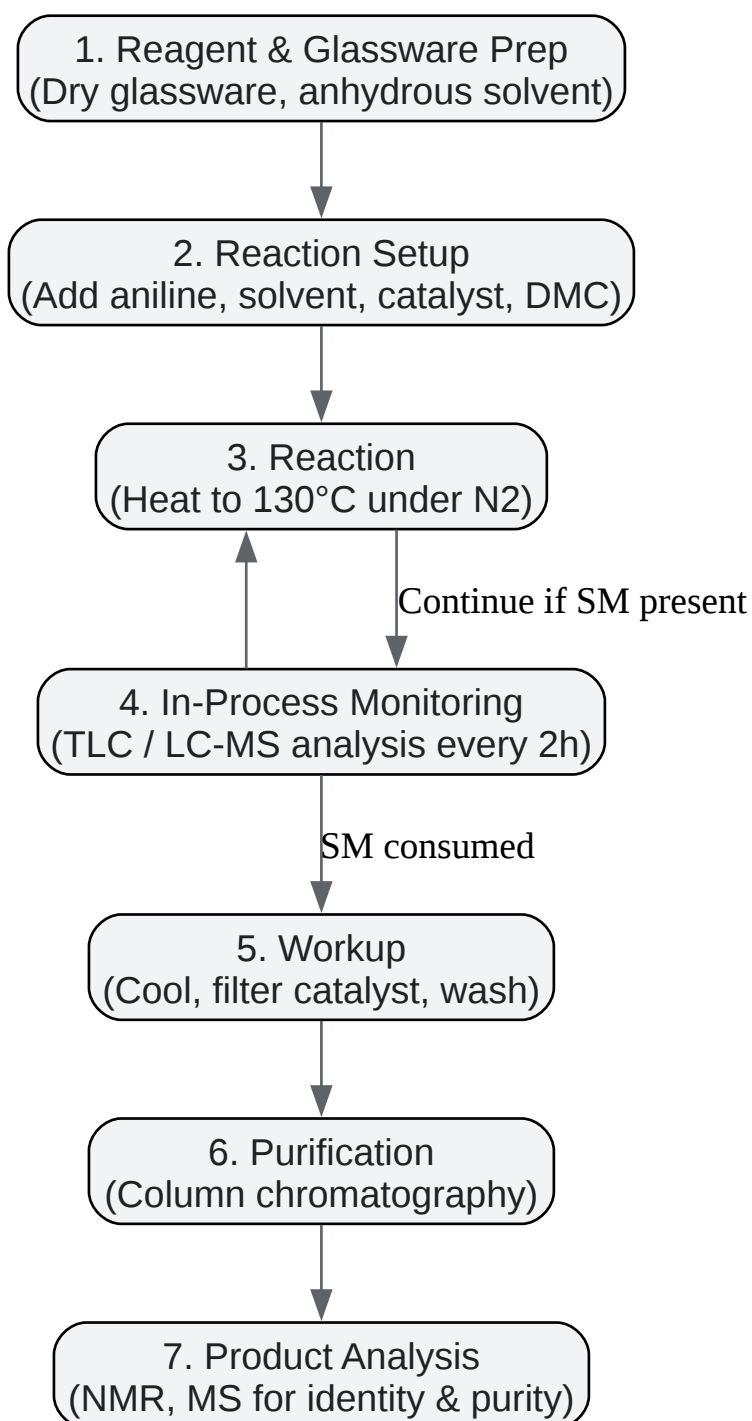 1. Reagent & Glassware Prep
(Dry glassware, anhydrous solvent)
2. Reaction Setup
(Add aniline, solvent, catalyst, DMC)
3. Reaction
(Heat to 130°C under N2)
Continue if SM present
4. In-Process Monitoring
(TLC / LC-MS analysis every 2h)
SM consumed
5. Workup
(Cool, filter catalyst, wash)
6. Purification
(Column chromatography)
7. Product Analysis
(NMR, MS for identity & purity)